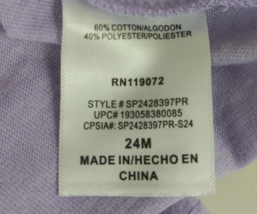 60% COTTON/ALGODON
40% POLYESTER/POLIESTER
RN119072
STYLE # SP2428397PR
UPC# 193058380085
CPSIA#: SP2428397PR-S24
24M
MADE IN/HECHO EN
CHINA